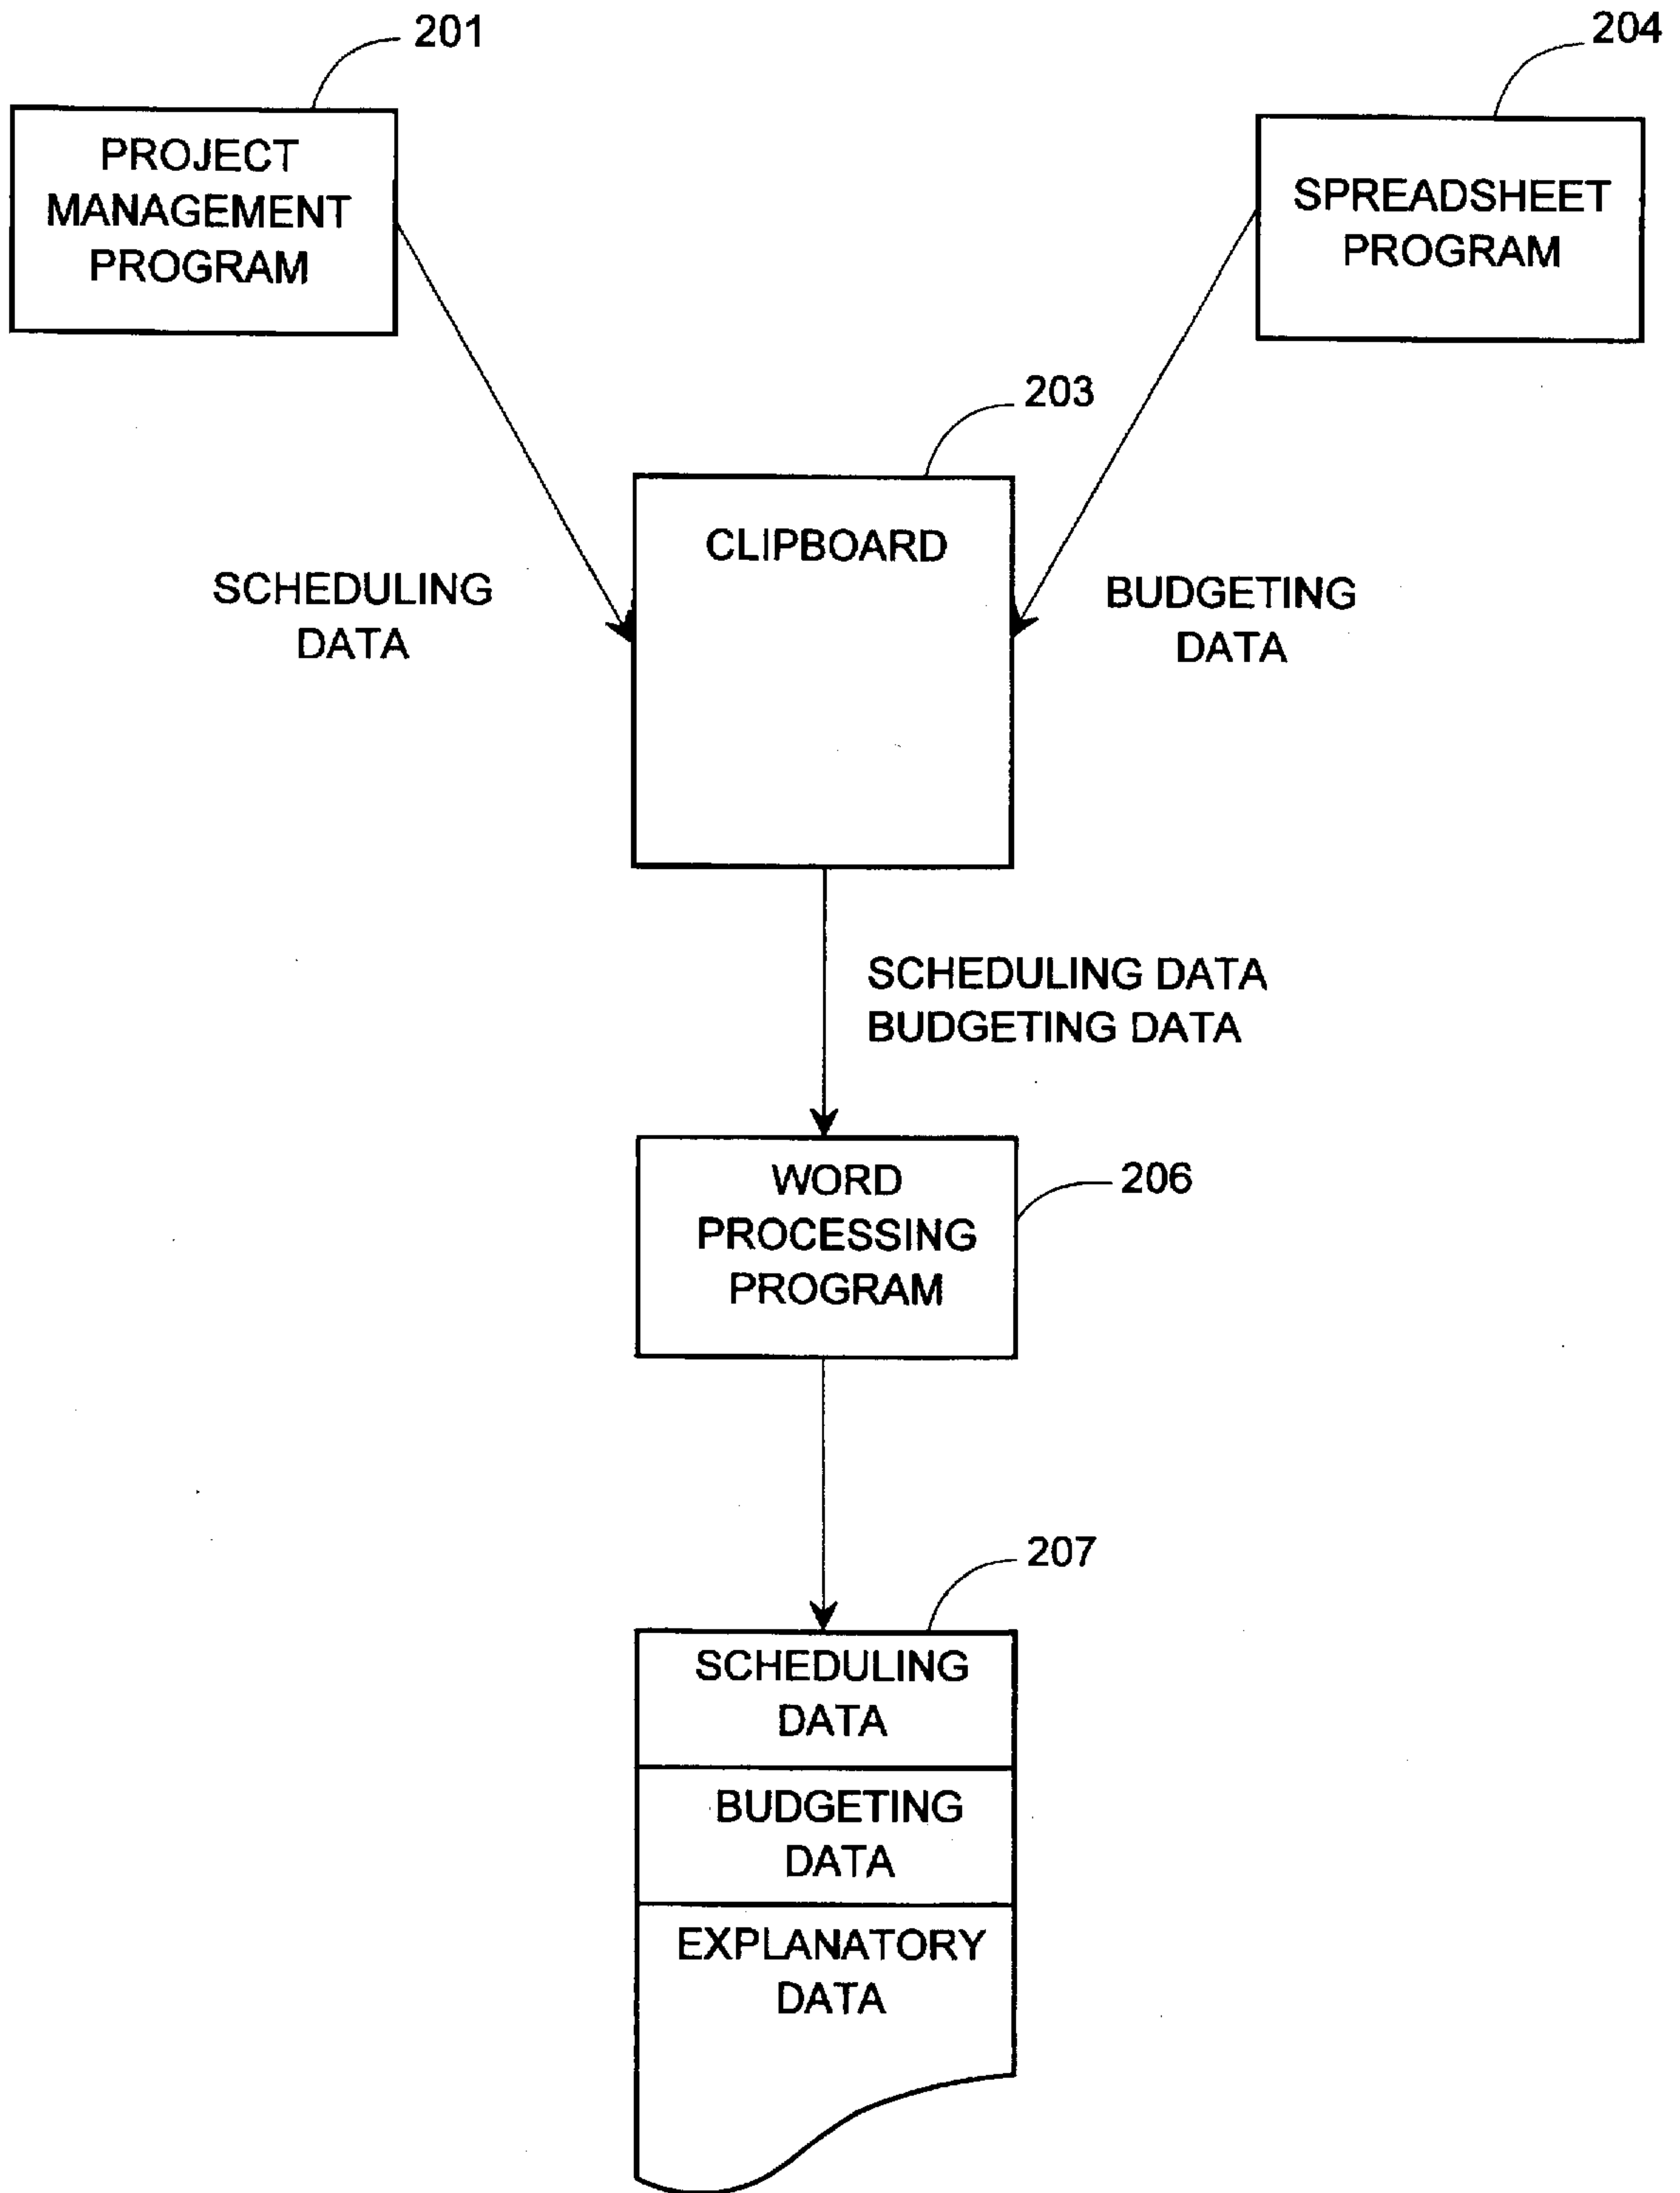 201
204
PROJECT
MANAGEMENT
PROGRAM
SPREADSHEET
PROGRAM
203
CLIPBOARD
SCHEDULING
DATA
BUDGETING
DATA
SCHEDULING DATA
BUDGETING DATA
WORD
PROCESSING
PROGRAM
206
207
SCHEDULING
DATA
BUDGETING
DATA
EXPLANATORY
DATA